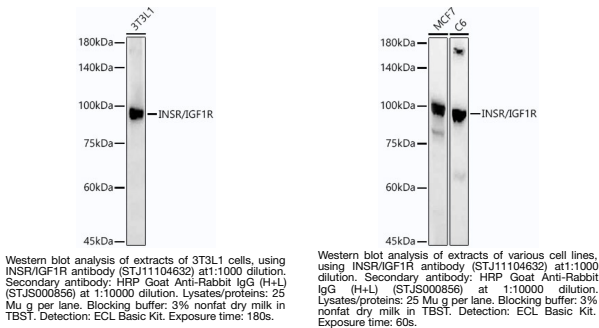 3T3L1
180kDa
140kDa
100kDa
INSR/IGF1R
75kDa
60kDa
45kDa
Western blot analysis of extracts of 3T3L1 cells, using
INSR/IGF1R antibody (STJ11104632) at1:1000 dilution.
Secondary antibody: HRP Goat Anti-Rabbit IgG (H+L)
(STJS000856) at 1:10000 dilution. Lysates/proteins: 25
Mu g per lane. Blocking buffer: 3% nonfat dry milk in
TBST. Detection: ECL Basic Kit. Exposure time: 180s.
MCF7
C6
180kDa
140kDa
100kDa
INSR/IGF1R
75kDa
60kDa
45kDa
Western blot analysis of extracts of various cell lines,
using INSR/IGF1R antibody (STJ11104632) at1:1000
dilution. Secondary antibody: HRP Goat Anti-Rabbit
IgG (H+L) (STJS000856) at 1:10000 dilution.
Lysates/proteins: 25 Mu g per lane. Blocking buffer: 3%
nonfat dry milk in TBST. Detection: ECL Basic Kit.
Exposure time: 60s.